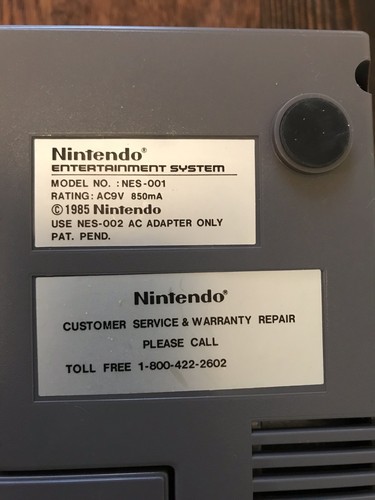 Nintendo®
ENTERTAINMENT SYSTEM
MODEL NO. : NES-001
RATING: AC9V 850mA
©1985 Nintendo
USE NES-002 AC ADAPTER ONLY
PAT. PEND.
Nintendo®
CUSTOMER SERVICE & WARRANTY REPAIR
PLEASE CALL
TOLL FREE 1-800-422-2602